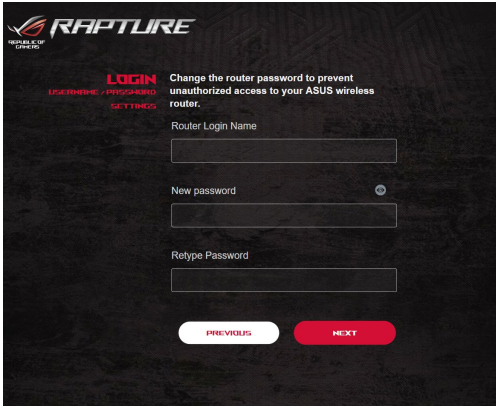 RAPTURE
REPUBLIC OF
GAMERS
LOGIN
USERNAME / PASSWORD
SETTINGS
Change the router password to prevent
unauthorized access to your ASUS wireless
router.
Router Login Name
New password
Retype Password
PREVIOUS
NEXT